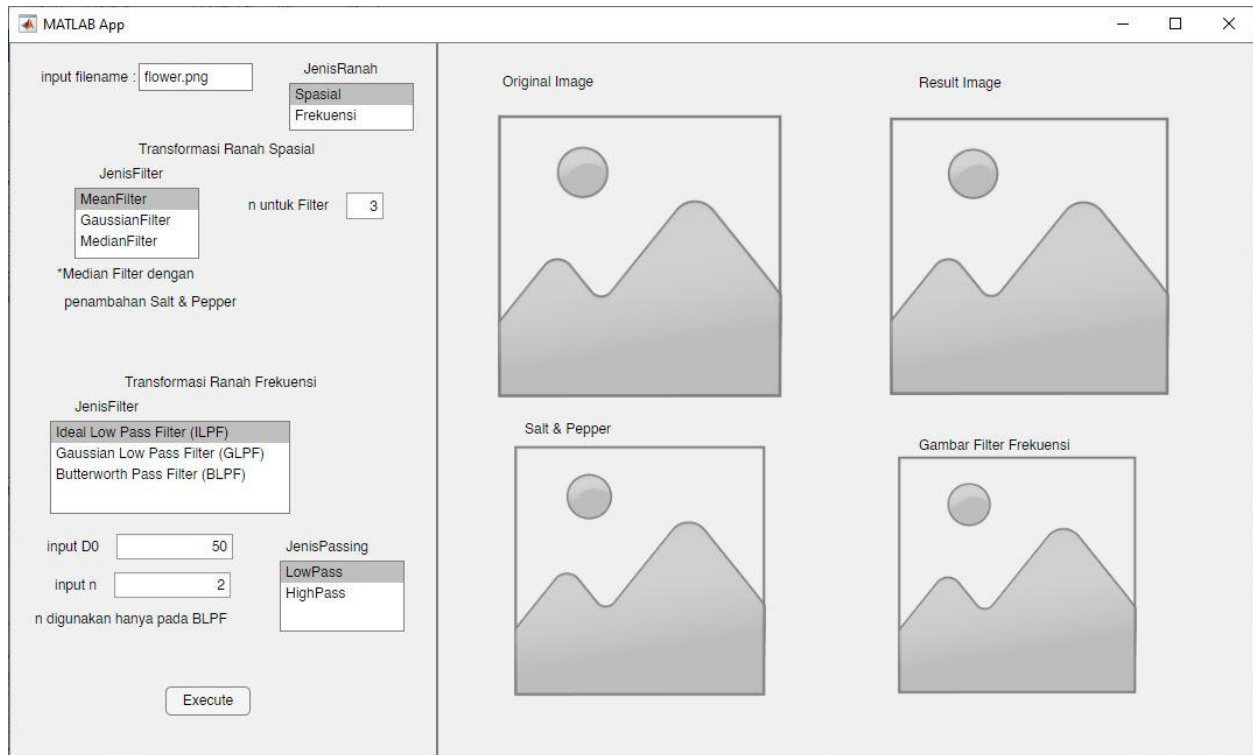 MATLAB App
input filename : flower.png
JenisRanah
Spasial
Frekuensi
Transformasi Ranah Spasial
JenisFilter
MeanFilter
GaussianFilter
MedianFilter
n untuk Filter 3
*Median Filter dengan
penambahan Salt & Pepper
Transformasi Ranah Frekuensi
JenisFilter
Ideal Low Pass Filter (ILPF)
Gaussian Low Pass Filter (GLPF)
Butterworth Pass Filter (BLPF)
input D0 50
input n 2
n digunakan hanya pada BLPF
JenisPassing
LowPass
HighPass
Execute
Original Image
Result Image
Salt & Pepper
Gambar Filter Frekuensi